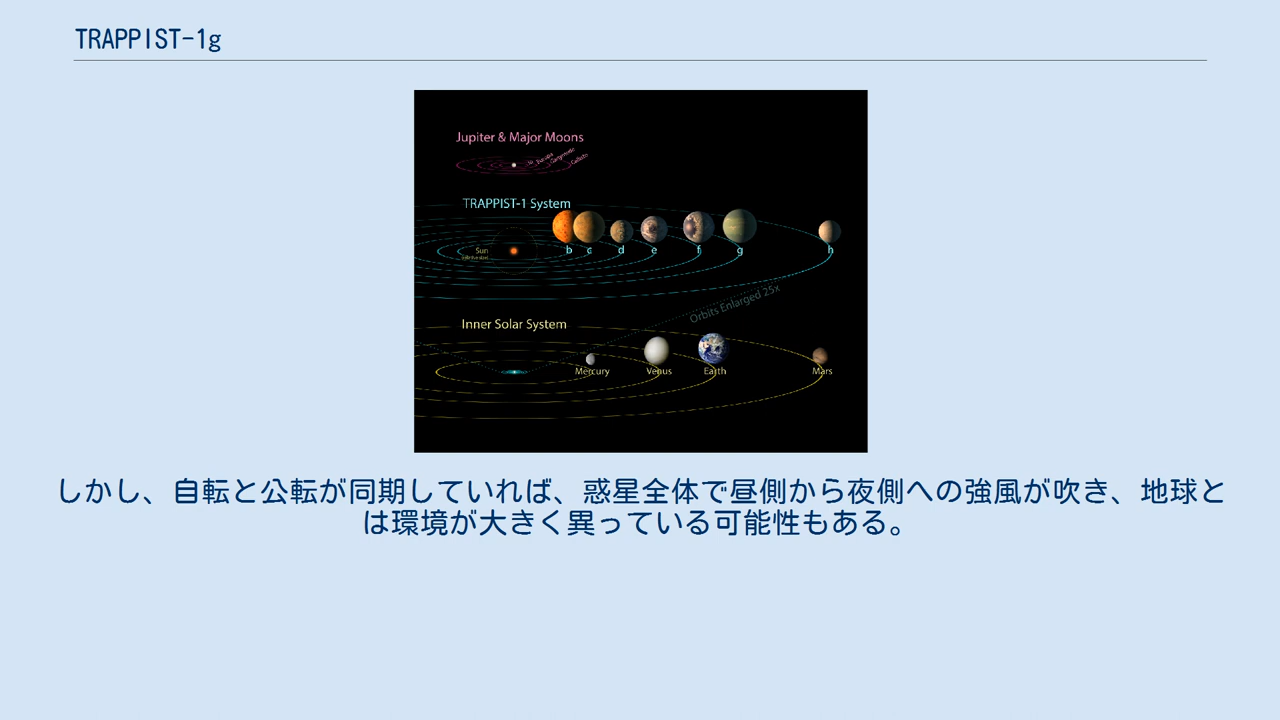 TRAPPIST-1g
Jupiter & Major Moons
Europa
Ganymede
Callisto
TRAPPIST-1 System
Sun
b c d e f g h
Orbits Enlarged 25x
Inner Solar System
Mercury Venus Earth Mars
しかし、自転と公転が同期していれば、惑星全体で昼側から夜側への強風が吹き、地球と
は環境が大きく異っている可能性もある。